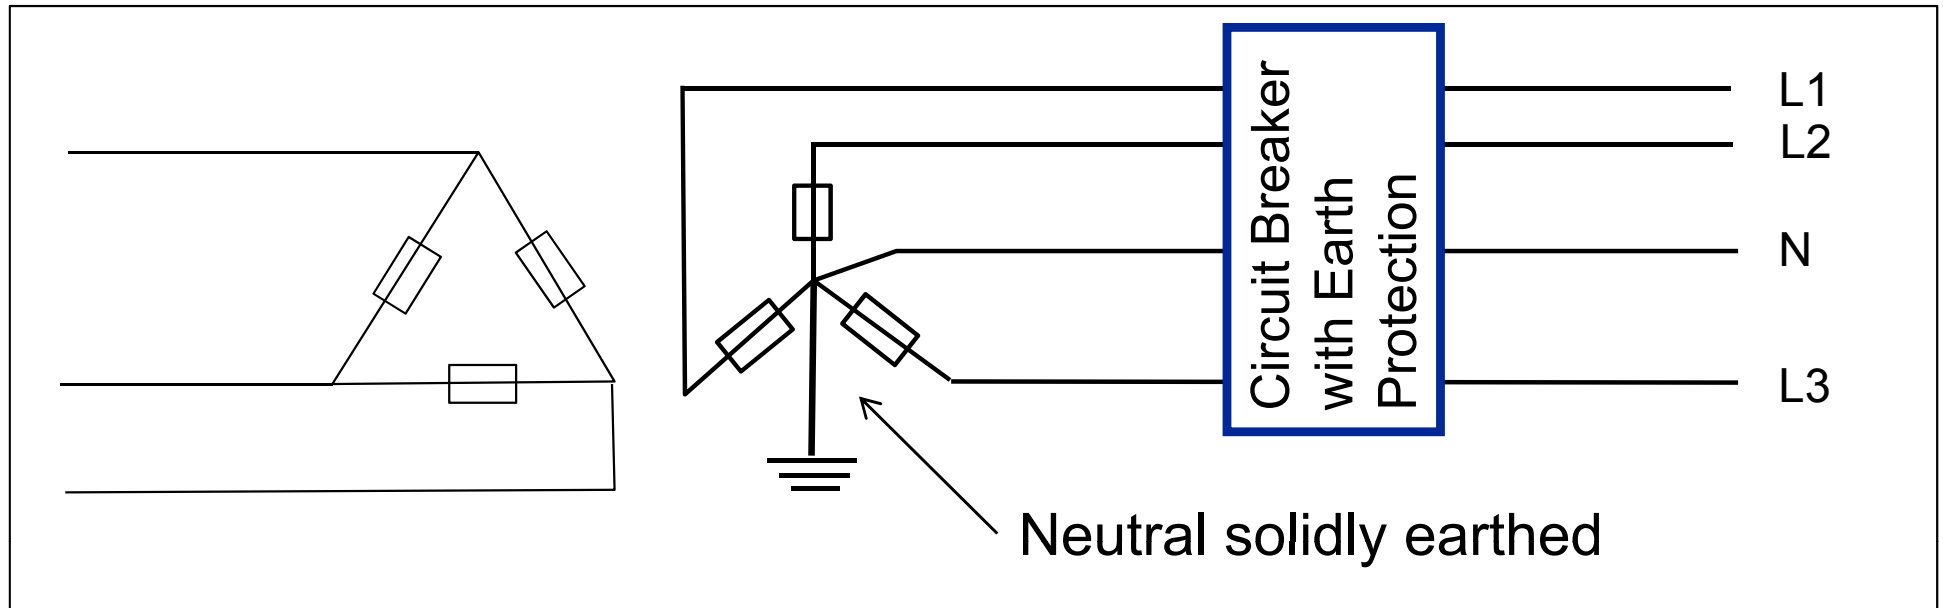 Circuit Breaker
with Earth
Protection
L1
L2
N
L3
Neutral solidly earthed